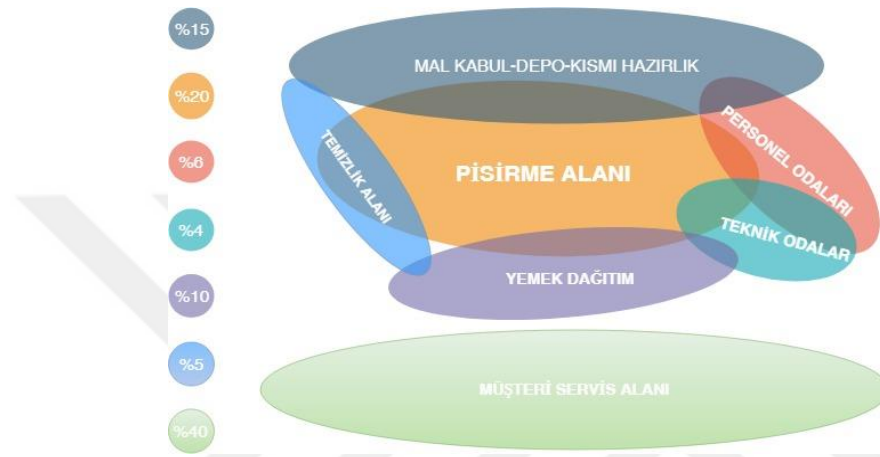 %15
%20
%6
%4
%10
%5
%40
MAL KABUL-DEPO-KISMI HAZIRLIK
TEMİZLİK ALANI
PİSİRME ALANI
PERSONEL ODALARI
TEKNİK ODALAR
YEMEK DAĞITIM
MÜŞTERİ SERVİS ALANI